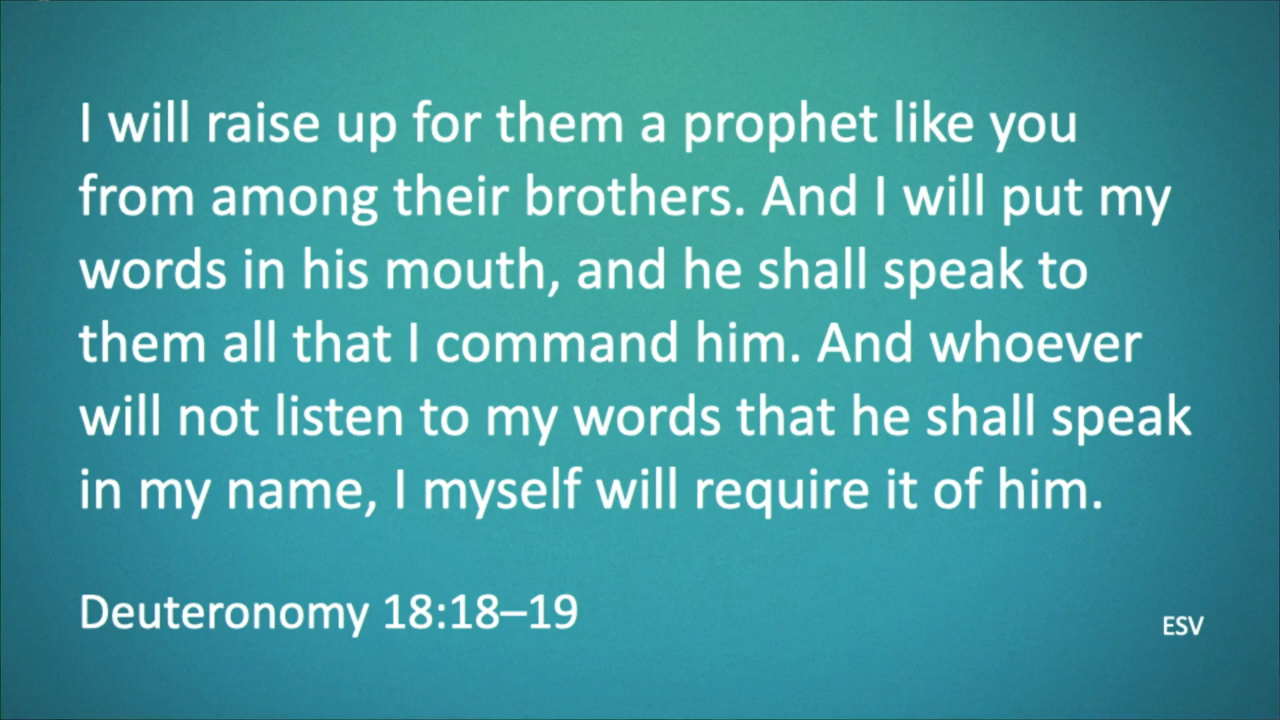 I will raise up for them a prophet like you
from among their brothers. And I will put my
words in his mouth, and he shall speak to
them all that I command him. And whoever
will not listen to my words that he shall speak
in my name, I myself will require it of him.
Deuteronomy 18:18–19
ESV